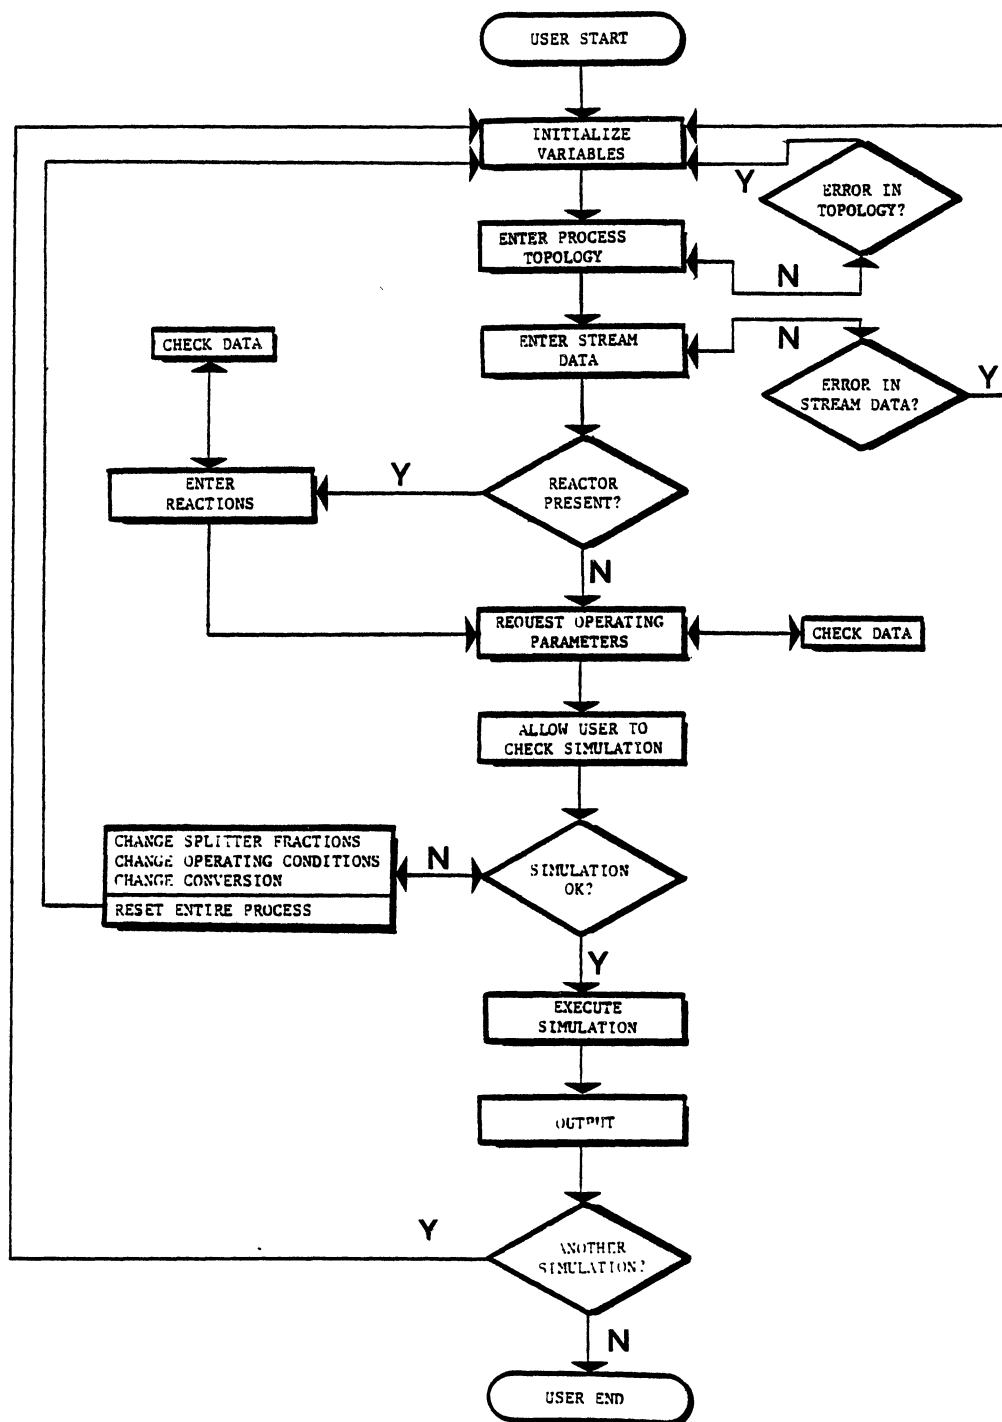 USER START
INITIALIZE
VARIABLES
Y
ERROR IN
TOPOLOGY?
ENTER PROCESS
TOPOLOGY
N
CHECK DATA
ENTER STREAM
DATA
N
ERROR IN
STREAM DATA?
Y
ENTER
REACTIONS
Y
REACTOR
PRESENT?
N
REQUEST OPERATING
PARAMETERS
CHECK DATA
ALLOW USER TO
CHECK SIMULATION
CHANGE SPLITTER FRACTIONS
CHANGE OPERATING CONDITIONS
CHANGE CONVERSION
RESET ENTIRE PROCESS
N
SIMULATION
OK?
Y
EXECUTE
SIMULATION
OUTPUT
Y
ANOTHER
SIMULATION?
N
USER END